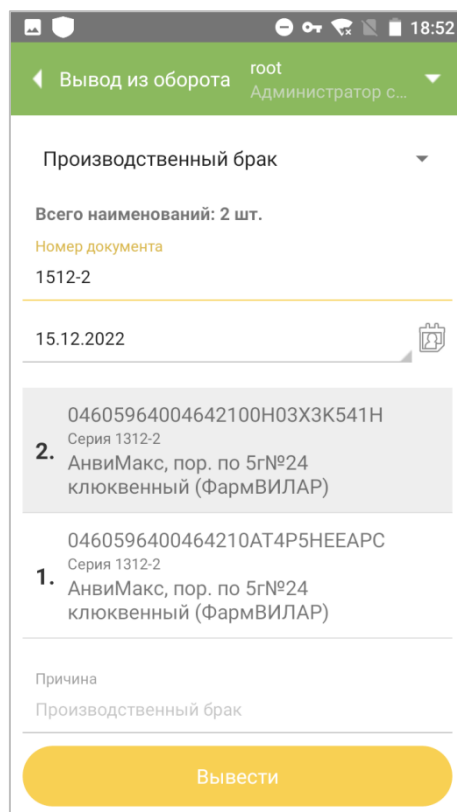 18:52
Вывод из оборота
root
Администратор с...
Производственный брак
Всего наименований: 2 шт.
Номер документа
1512-2
15.12.2022
2.
04605964004642100H03X3K541H
Серия 1312-2
АнвиМакс, пор. по 5г№24
клюквенный (ФармВИЛАР)
1.
0460596400464210AT4P5HEEAPC
Серия 1312-2
АнвиМакс, пор. по 5г№24
клюквенный (ФармВИЛАР)
Причина
Производственный брак
Вывести